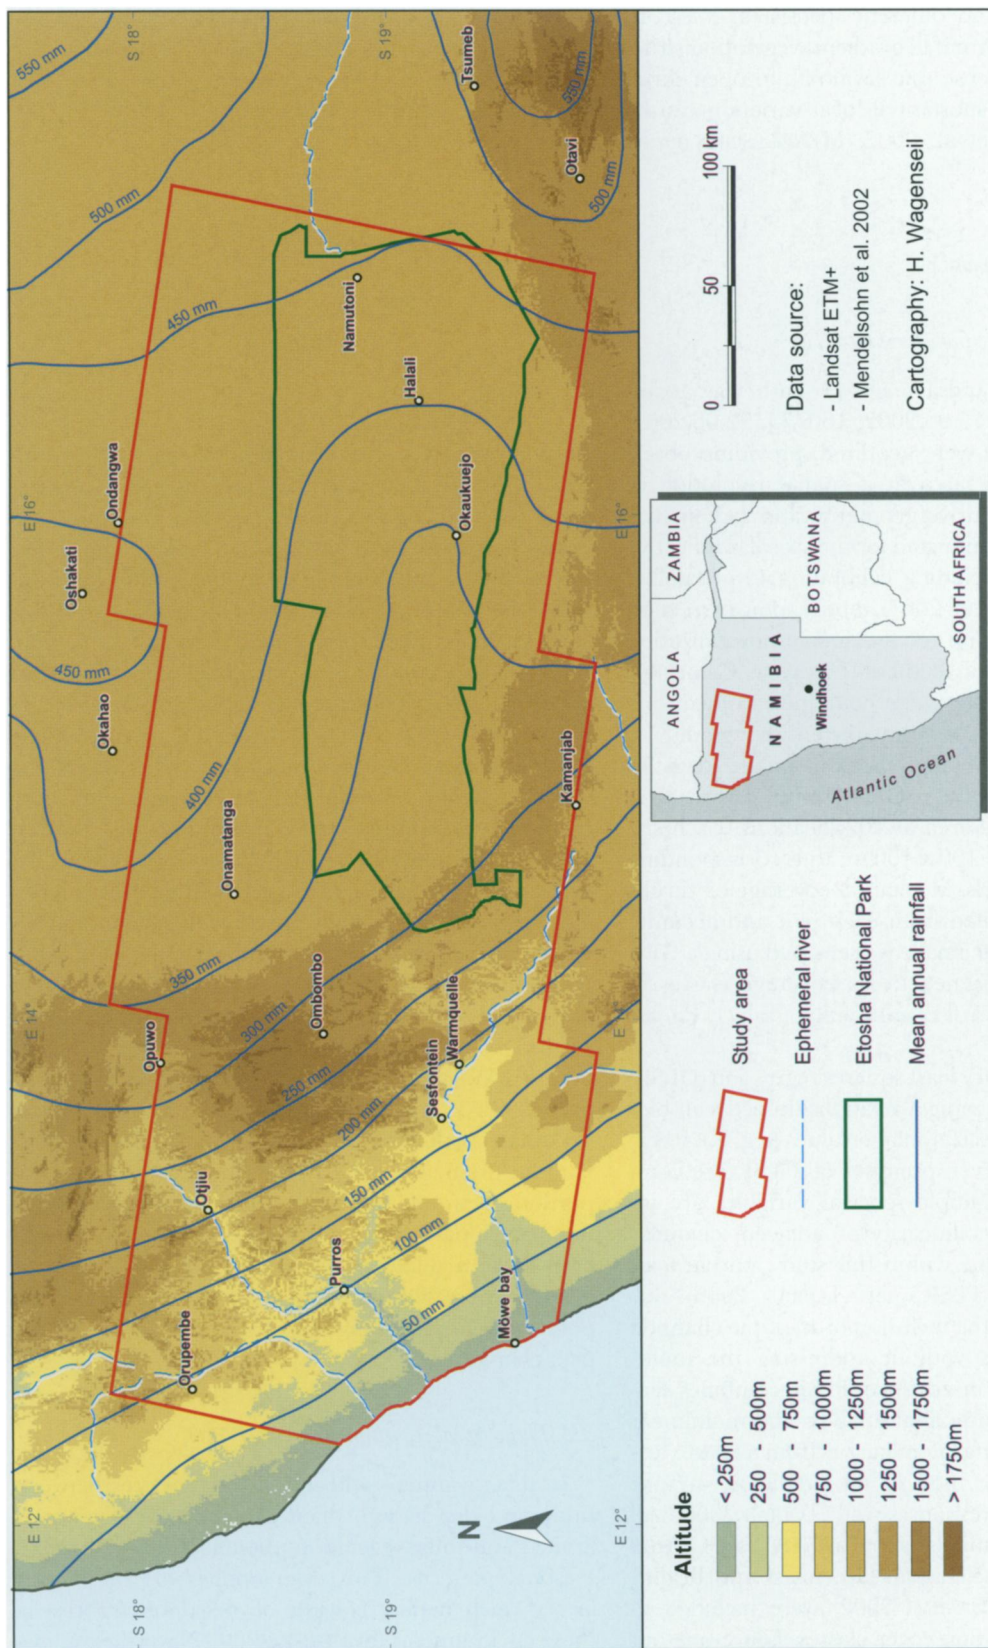 E 12°
E 14°
E 16°
S 18°
S 18°
S 19°
S 19°
E 12°
E 14°
E 16°
550 mm
500 mm
450 mm
450 mm
400 mm
350 mm
300 mm
250 mm
200 mm
150 mm
100 mm
50 mm
550 mm
500 mm
Oshakati
Ondangwa
Okahao
Onamatanga
Opuwo
Ombombo
Otjiu
Orupembe
Purros
Sesfontein
Warmquelle
Möwe bay
Kamanjab
Okaukuejo
Halali
Namutoni
Tsumeb
Otavi
N
Altitude
< 250m
250 - 500m
500 - 750m
750 - 1000m
1000 - 1250m
1250 - 1500m
1500 - 1750m
> 1750m
Study area
Ephemeral river
Etosha National Park
Mean annual rainfall
ANGOLA
ZAMBIA
NAMIBIA
Windhoek
BOTSWANA
SOUTH AFRICA
Atlantic Ocean
0 50 100 km
Data source:
- Landsat ETM+
- Mendelsohn et al. 2002
Cartography: H. Wagenseil